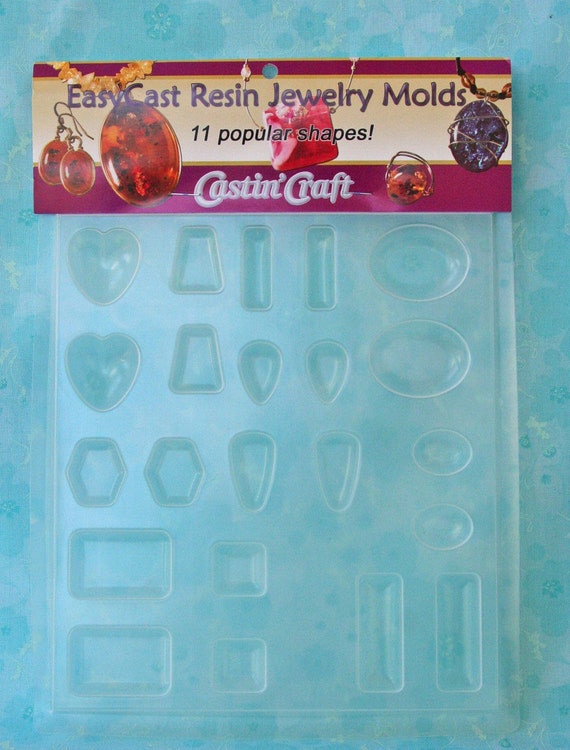 EasyCast Resin Jewelry Molds
11 popular shapes!
Castin'Craft